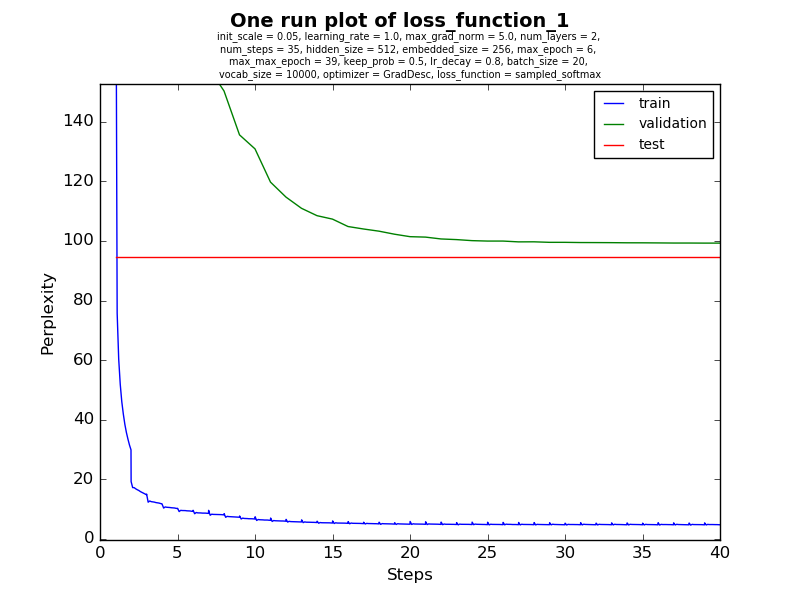 One run plot of loss_function_1
init_scale = 0.05, learning_rate = 1.0, max_grad_norm = 5.0, num_layers = 2,
num_steps = 35, hidden_size = 512, embedded_size = 256, max_epoch = 6,
max_max_epoch = 39, keep_prob = 0.5, lr_decay = 0.8, batch_size = 20,
vocab_size = 10000, optimizer = GradDesc, loss_function = sampled_softmax
train
validation
test
140
120
100
80
60
40
20
0
Perplexity
0 5 10 15 20 25 30 35 40
Steps